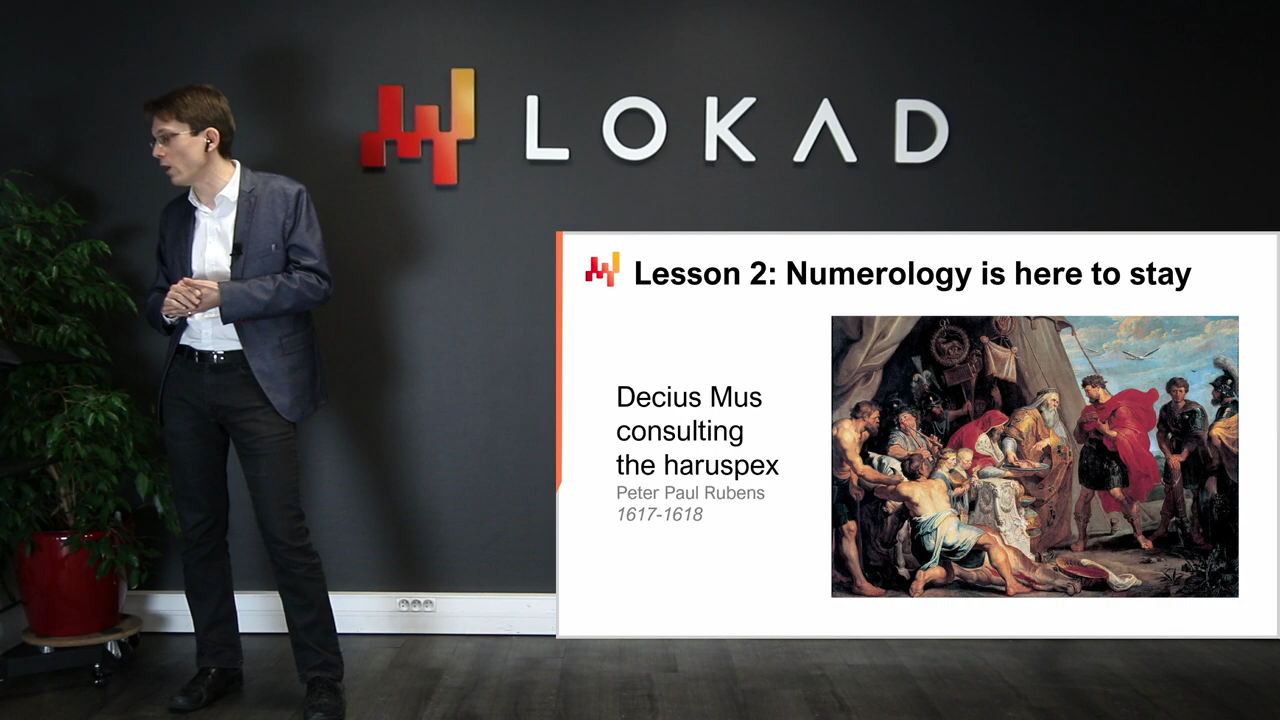 LOKAD
Lesson 2: Numerology is here to stay
Decius Mus
consulting
the haruspex
Peter Paul Rubens
1617-1618